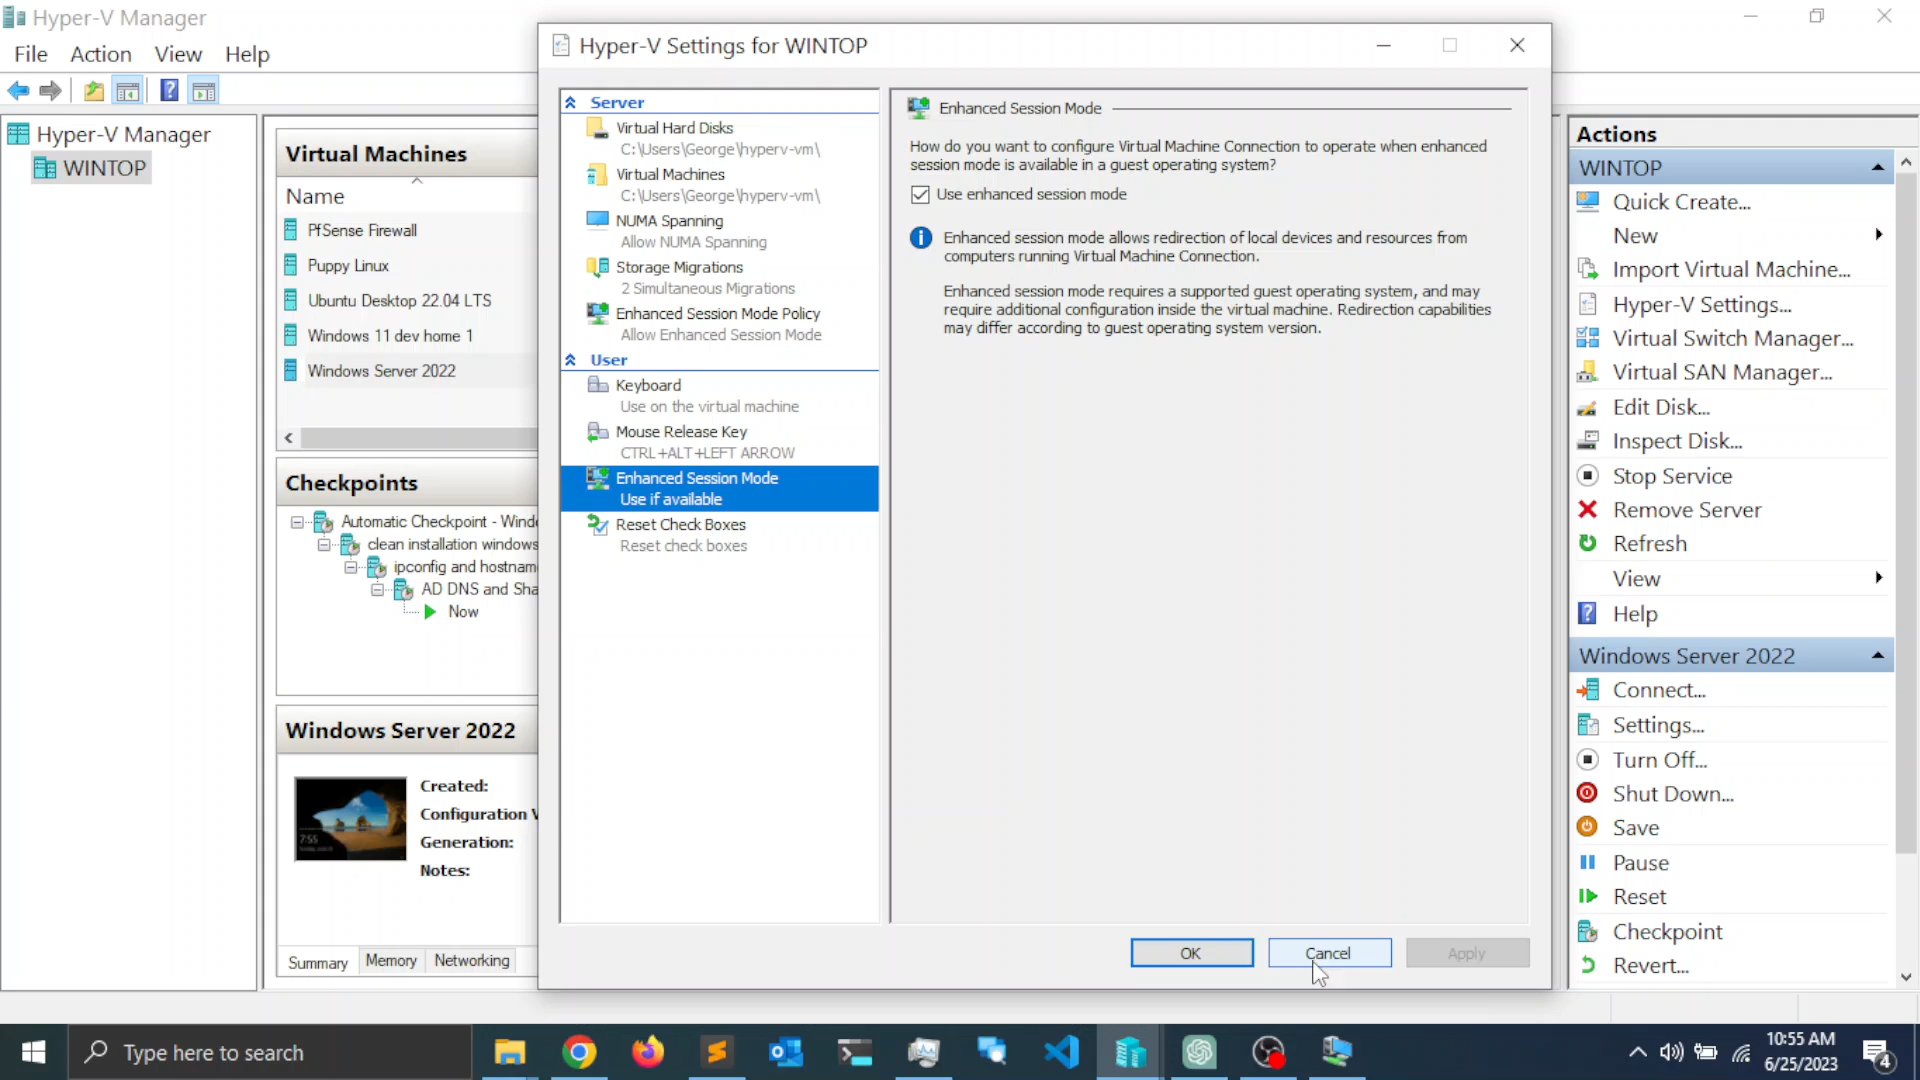 Hyper-V Manager
File Action View Help
Hyper-V Manager
WINTOP
Virtual Machines
Name
PfSense Firewall
Puppy Linux
Ubuntu Desktop 22.04 LTS
Windows 11 dev home 1
Windows Server 2022
Checkpoints
Automatic Checkpoint - Wind
clean installation windows
ipconfig and hostnam
AD DNS and Sha
Now
Windows Server 2022
7:55
Created:
Configuration V
Generation:
Notes:
Summary Memory Networking
Hyper-V Settings for WINTOP
Server
Virtual Hard Disks
C:\Users\George\hyperv-vm\
Virtual Machines
C:\Users\George\hyperv-vm\
NUMA Spanning
Allow NUMA Spanning
Storage Migrations
2 Simultaneous Migrations
Enhanced Session Mode Policy
Allow Enhanced Session Mode
User
Keyboard
Use on the virtual machine
Mouse Release Key
CTRL+ALT+LEFT ARROW
Enhanced Session Mode
Use if available
Reset Check Boxes
Reset check boxes
Enhanced Session Mode
How do you want to configure Virtual Machine Connection to operate when enhanced
session mode is available in a guest operating system?
Use enhanced session mode
Enhanced session mode allows redirection of local devices and resources from
computers running Virtual Machine Connection.
Enhanced session mode requires a supported guest operating system, and may
require additional configuration inside the virtual machine. Redirection capabilities
may differ according to guest operating system version.
OK Cancel Apply
Actions
WINTOP
Quick Create...
New
Import Virtual Machine...
Hyper-V Settings...
Virtual Switch Manager...
Virtual SAN Manager...
Edit Disk...
Inspect Disk...
Stop Service
Remove Server
Refresh
View
Help
Windows Server 2022
Connect...
Settings...
Turn Off...
Shut Down...
Save
Pause
Reset
Checkpoint
Revert...
Type here to search
10:55 AM
6/25/2023
4